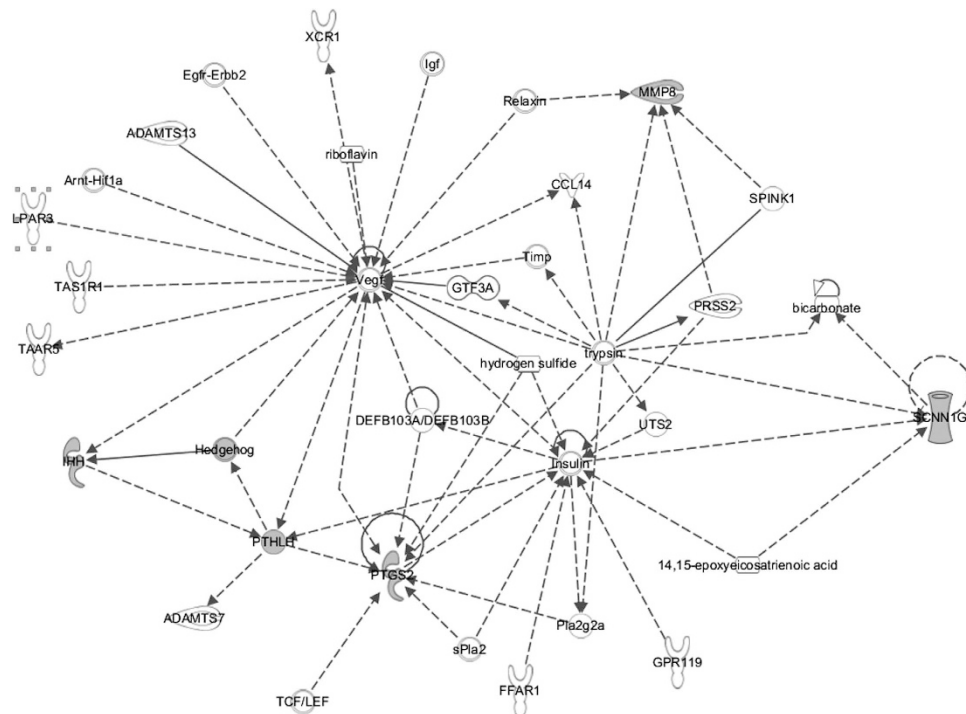 XCR1
Igf
Egfr-Erbb2
Relaxin
MMP8
ADAMTS13
riboflavin
Arnt-Hif1a
CCL14
SPINK1
LPAR3
Timp
Vegf
TAS1R1
GTF3A
PRSS2
bicarbonate
TAAR5
trypsin
hydrogen sulfide
DEFB103A/DEFB103B
UTS2
SCNN1G
Hedgehog
IHH
Insulin
PTHLH
14,15-epoxyeicosatrienoic acid
PTGS2
ADAMTS7
Pla2g2a
sPla2
GPR119
FFAR1
TCF/LEF